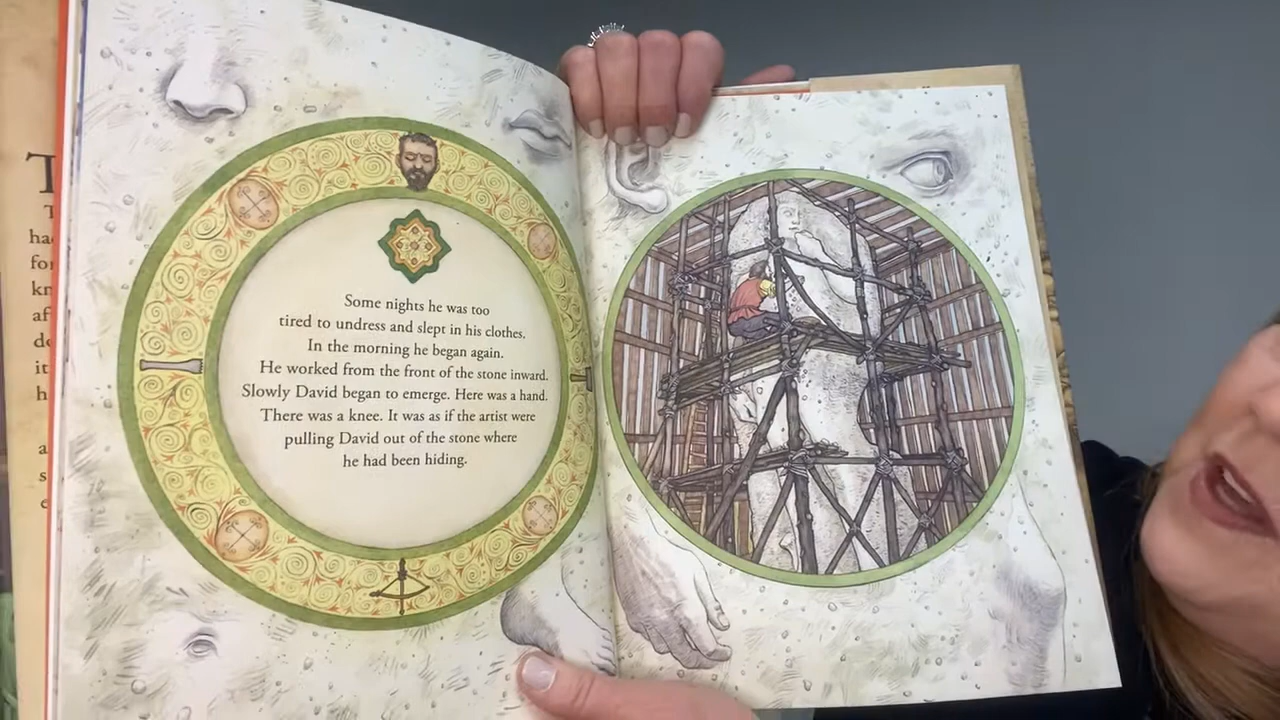 Some nights he was too
tired to undress and slept in his clothes.
In the morning he began again.
He worked from the front of the stone inward.
Slowly David began to emerge. Here was a hand.
There was a knee. It was as if the artist were
pulling David out of the stone where
he had been hiding.